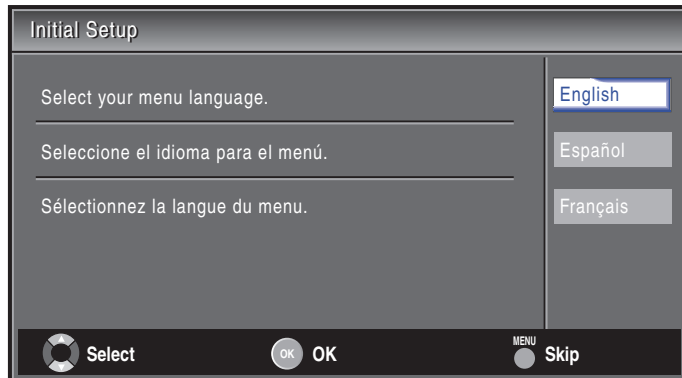 Initial Setup
Select your menu language.
Seleccione el idioma para el menú.
Sélectionnez la langue du menu.
English
Español
Français
Select
OK OK
MENU Skip